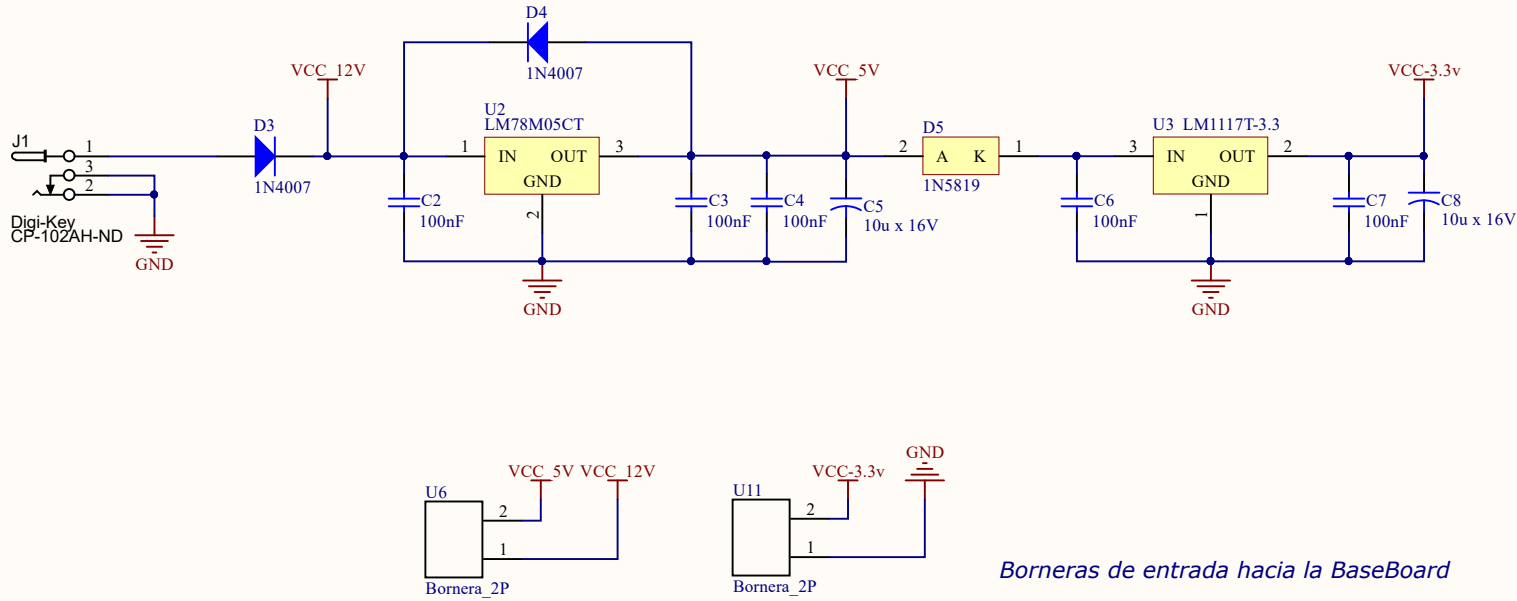 D4
1N4007
VCC_12V
VCC_5V
VCC-3.3v
J1
1
3
2
Digi-Key
CP-102AH-ND
GND
D3
1N4007
U2
LM78M05CT
1
IN
OUT
GND
3
2
C2
100nF
C3
100nF
C4
100nF
C5
10u x 16V
GND
D5
2
A
K
1
1N5819
C6
100nF
U3 LM1117T-3.3
3
IN
OUT
GND
2
1
C7
100nF
C8
10u x 16V
GND
VCC_5V VCC_12V
U6
2
1
Bornera_2P
GND
VCC-3.3v
U11
2
1
Bornera_2P
Borneras de entrada hacia la BaseBoard